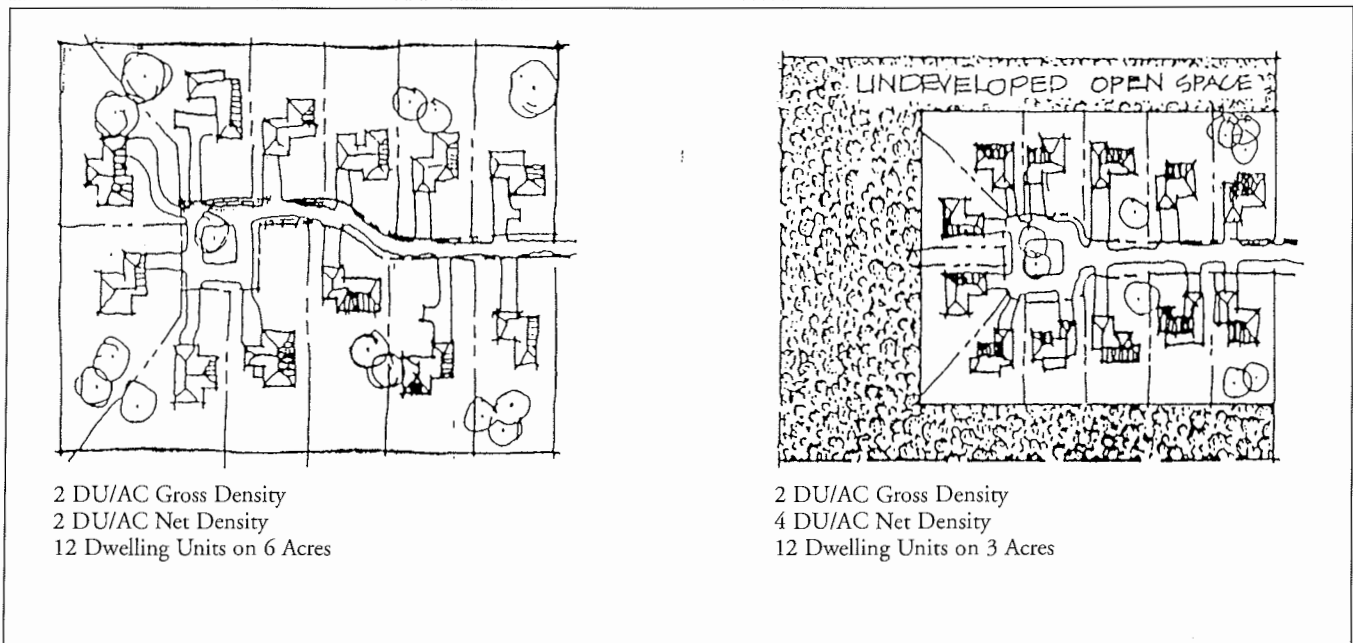 UNDEVELOPED OPEN SPACE
2 DU/AC Gross Density
2 DU/AC Net Density
12 Dwelling Units on 6 Acres
2 DU/AC Gross Density
4 DU/AC Net Density
12 Dwelling Units on 3 Acres